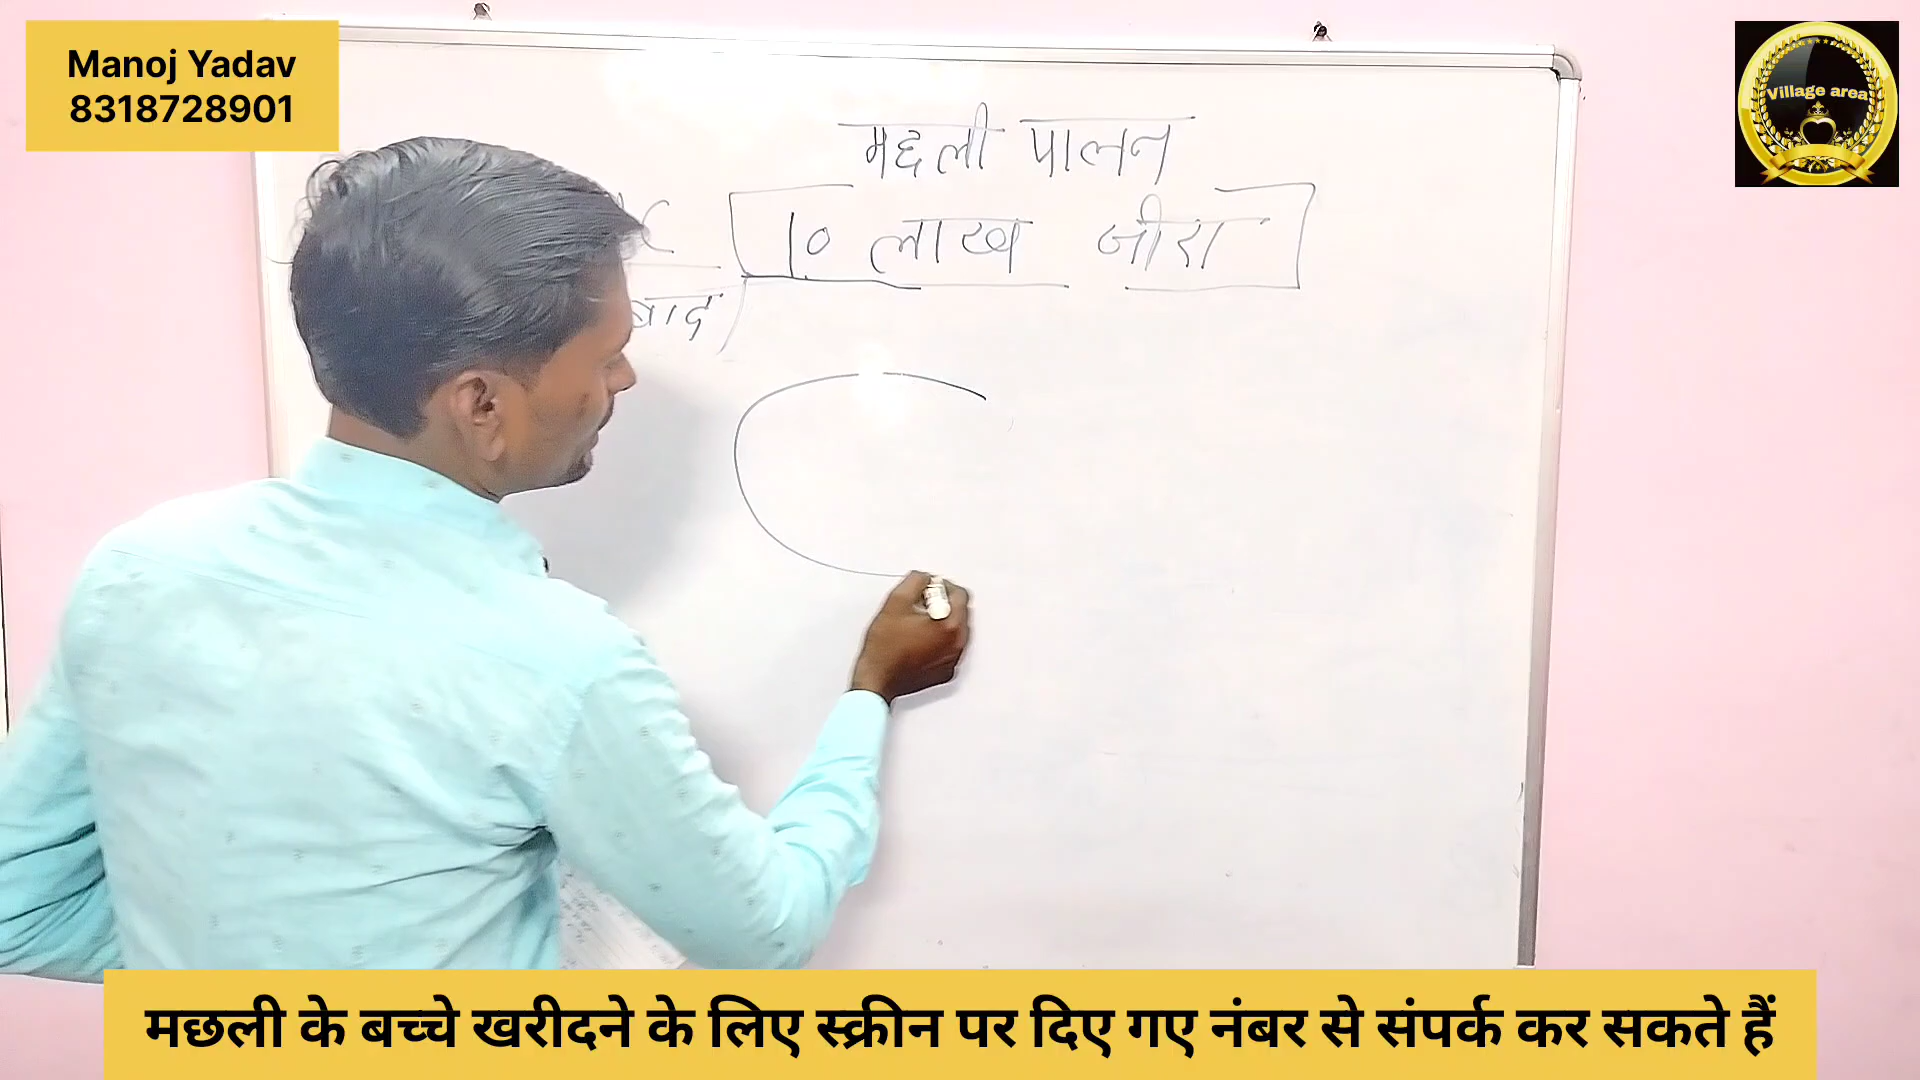 Manoj Yadav
8318728901
Village area
मछली पालन
10 लाख जीरा
बाद
मछली के बच्चे खरीदने के लिए स्क्रीन पर दिए गए नंबर से संपर्क कर सकते हैं